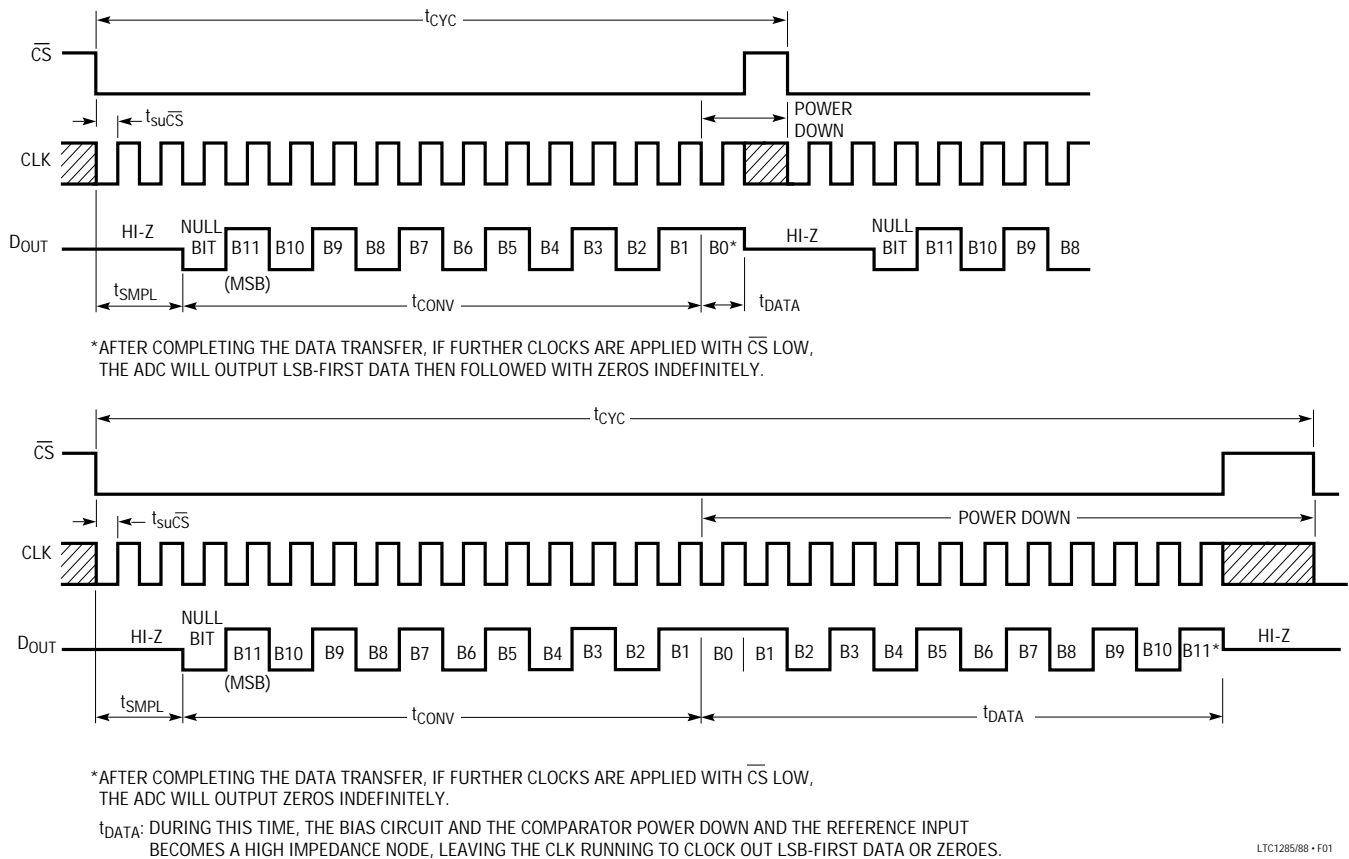 tCYC
CS
POWER
DOWN
tsuCS
CLK
NULL
BIT
HI-Z
DOUT
B11 B10 B9 B8 B7 B6 B5 B4 B3 B2 B1 B0* HI-Z NULL BIT B11 B10 B9 B8
(MSB)
tSMPL tCONV tDATA
*AFTER COMPLETING THE DATA TRANSFER, IF FURTHER CLOCKS ARE APPLIED WITH CS LOW,
THE ADC WILL OUTPUT LSB-FIRST DATA THEN FOLLOWED WITH ZEROS INDEFINITELY.
tCYC
CS
tsuCS
POWER DOWN
CLK
NULL
BIT
HI-Z
DOUT
B11 B10 B9 B8 B7 B6 B5 B4 B3 B2 B1 B0 B1 B2 B3 B4 B5 B6 B7 B8 B9 B10 B11* HI-Z
(MSB)
tSMPL tCONV tDATA
*AFTER COMPLETING THE DATA TRANSFER, IF FURTHER CLOCKS ARE APPLIED WITH CS LOW,
THE ADC WILL OUTPUT ZEROS INDEFINITELY.
tDATA: DURING THIS TIME, THE BIAS CIRCUIT AND THE COMPARATOR POWER DOWN AND THE REFERENCE INPUT
BECOMES A HIGH IMPEDANCE NODE, LEAVING THE CLK RUNNING TO CLOCK OUT LSB-FIRST DATA OR ZEROES.
LTC1285/88 • F01